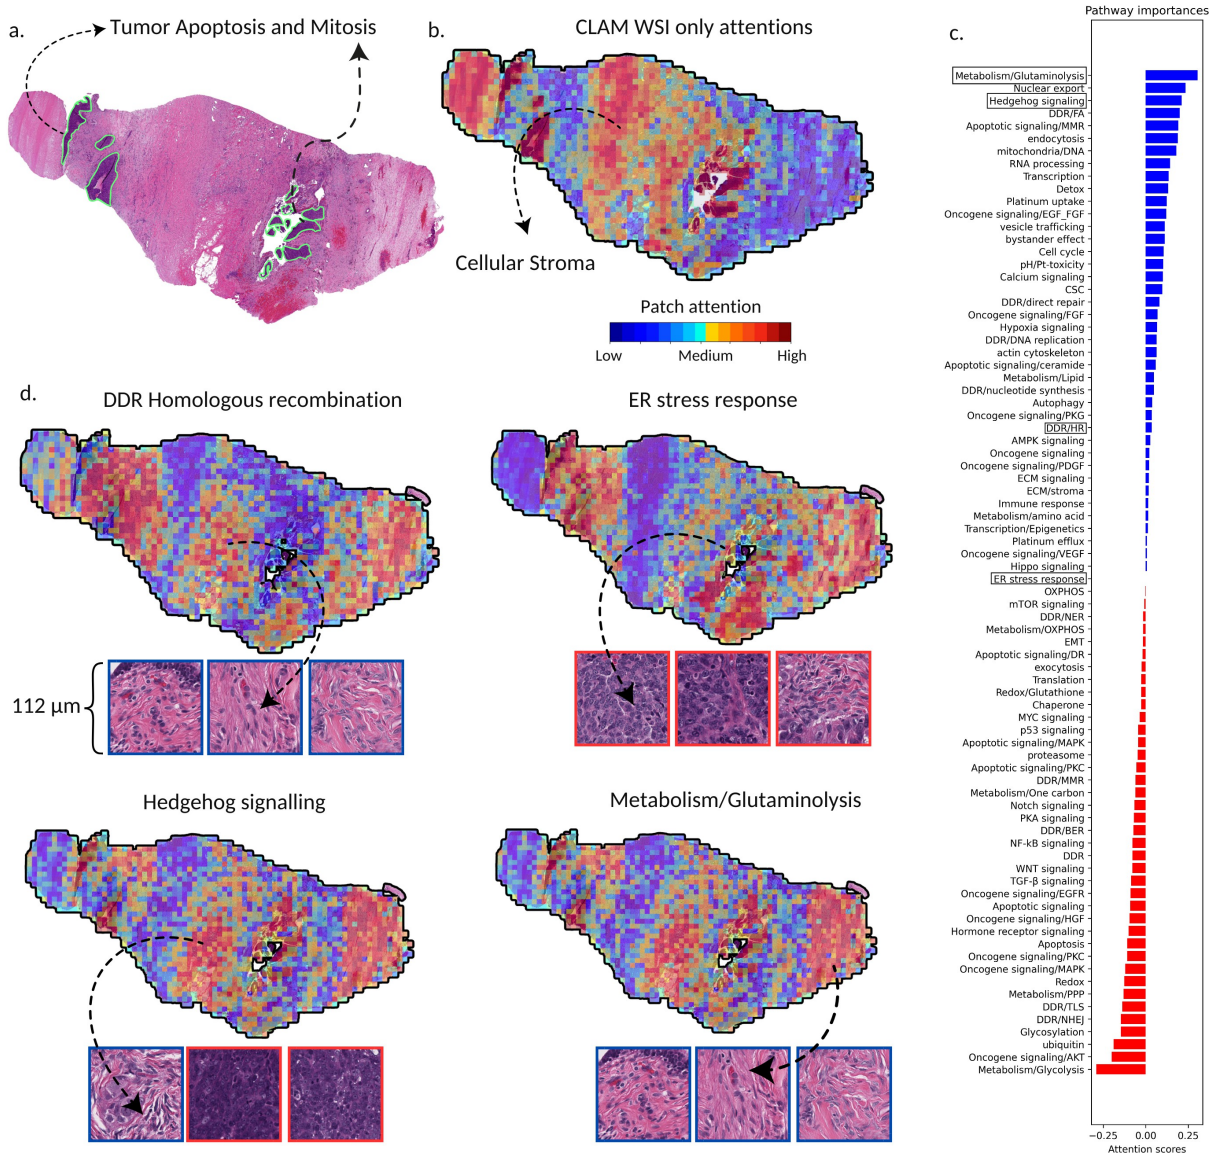 a.
Tumor Apoptosis and Mitosis
b.
CLAM WSI only attentions
Cellular Stroma
Patch attention
Low
Medium
High
c.
Pathway importances
Metabolism/Glutaminolysis
Nuclear export
Hedgehog signaling
DDR/FA
Apoptotic signaling/MMR
endocytosis
mitochondria/DNA
RNA processing
Transcription
Detox
Platinum uptake
Oncogene signaling/EGF_FGF
vesicle trafficking
bystander effect
Cell cycle
pH/Pt-toxicity
Calcium signaling
CSC
DDR/direct repair
Oncogene signaling/FGF
Hypoxia signaling
DDR/DNA replication
actin cytoskeleton
Apoptotic signaling/ceramide
Metabolism/Lipid
DDR/nucleotide synthesis
Autophagy
Oncogene signaling/PKG
DDR/HR
AMPK signaling
Oncogene signaling
Oncogene signaling/PDGF
ECM signaling
ECM/stroma
Immune response
Metabolism/amino acid
Transcription/Epigenetics
Platinum efflux
Oncogene signaling/VEGF
Hippo signaling
ER stress response
OXPHOS
mTOR signaling
DDR/NER
Metabolism/OXPHOS
EMT
Apoptotic signaling/DR
exocytosis
Translation
Redox/Glutathione
Chaperone
MYC signaling
p53 signaling
Apoptotic signaling/MAPK
proteasome
Apoptotic signaling/PKC
DDR/MMR
Metabolism/One carbon
Notch signaling
PKA signaling
DDR/BER
NF-kB signaling
DDR
WNT signaling
TGF-β signaling
Oncogene signaling/EGFR
Apoptotic signaling
Oncogene signaling/HGF
Hormone receptor signaling
Apoptosis
Oncogene signaling/PKC
Oncogene signaling/MAPK
Redox
Metabolism/PPP
DDR/TLS
DDR/NHEJ
Glycosylation
ubiquitin
Oncogene signaling/AKT
Metabolism/Glycolysis
−0.25 0.00 0.25
Attention scores
d.
DDR Homologous recombination
ER stress response
112 μm
Hedgehog signalling
Metabolism/Glutaminolysis